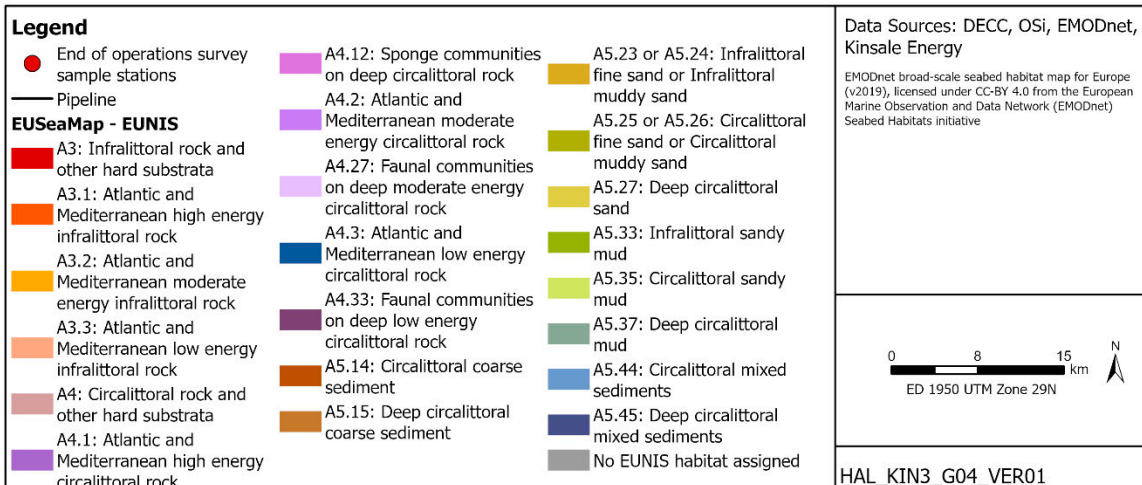 Legend
End of operations survey
sample stations
Pipeline
EUSeaMap - EUNIS
A3: Infralittoral rock and
other hard substrata
A3.1: Atlantic and
Mediterranean high energy
infralittoral rock
A3.2: Atlantic and
Mediterranean moderate
energy infralittoral rock
A3.3: Atlantic and
Mediterranean low energy
infralittoral rock
A4: Circalittoral rock and
other hard substrata
A4.1: Atlantic and
Mediterranean high energy
circalittoral rock
A4.12: Sponge communities
on deep circalittoral rock
A4.2: Atlantic and
Mediterranean moderate
energy circalittoral rock
A4.27: Faunal communities
on deep moderate energy
circalittoral rock
A4.3: Atlantic and
Mediterranean low energy
circalittoral rock
A4.33: Faunal communities
on deep low energy
circalittoral rock
A5.14: Circalittoral coarse
sediment
A5.15: Deep circalittoral
coarse sediment
A5.23 or A5.24: Infralittoral
fine sand or Infralittoral
muddy sand
A5.25 or A5.26: Circalittoral
fine sand or Circalittoral
muddy sand
A5.27: Deep circalittoral
sand
A5.33: Infralittoral sandy
mud
A5.35: Circalittoral sandy
mud
A5.37: Deep circalittoral
mud
A5.44: Circalittoral mixed
sediments
A5.45: Deep circalittoral
mixed sediments
No EUNIS habitat assigned
Data Sources: DECC, OSi, EMODnet,
Kinsale Energy
EMODnet broad-scale seabed habitat map for Europe
(v2019), licensed under CC-BY 4.0 from the European
Marine Observation and Data Network (EMODnet)
Seabed Habitats initiative
0 8 15
km
N
ED 1950 UTM Zone 29N
HAL_KIN3_G04_VER01